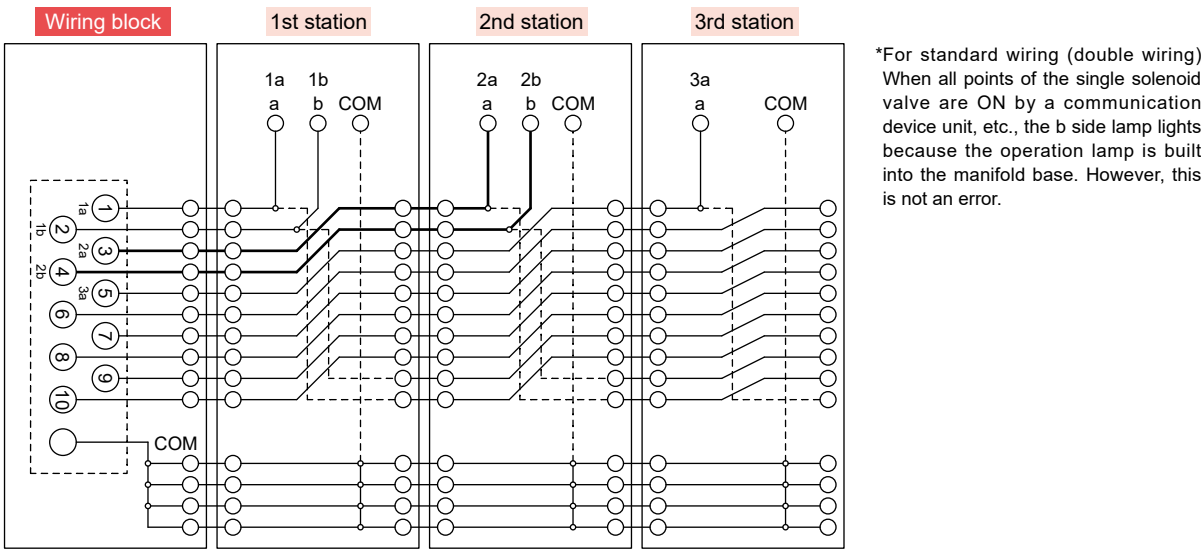 Wiring block
1st station
2nd station
3rd station
1a 1b
a b COM
2a 2b
a b COM
3a
a COM
1a 1
1b 2
2a 3
2b 4
3a 5
6
7
8
9
10
COM
*For standard wiring (double wiring)
When all points of the single solenoid
valve are ON by a communication
device unit, etc., the b side lamp lights
because the operation lamp is built
into the manifold base. However, this
is not an error.